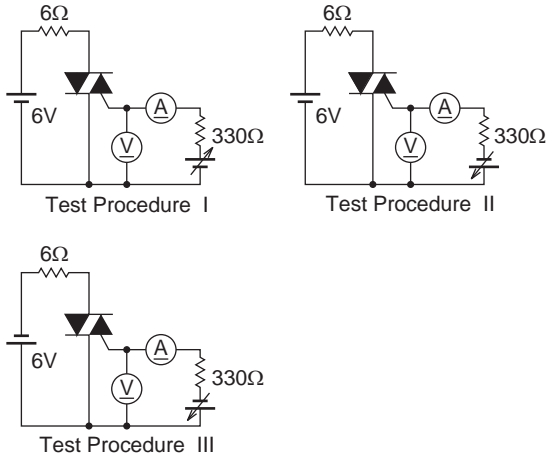 6Ω
6V
A
V
330Ω
Test Procedure I
6Ω
6V
A
V
330Ω
Test Procedure II
6Ω
6V
A
V
330Ω
Test Procedure III